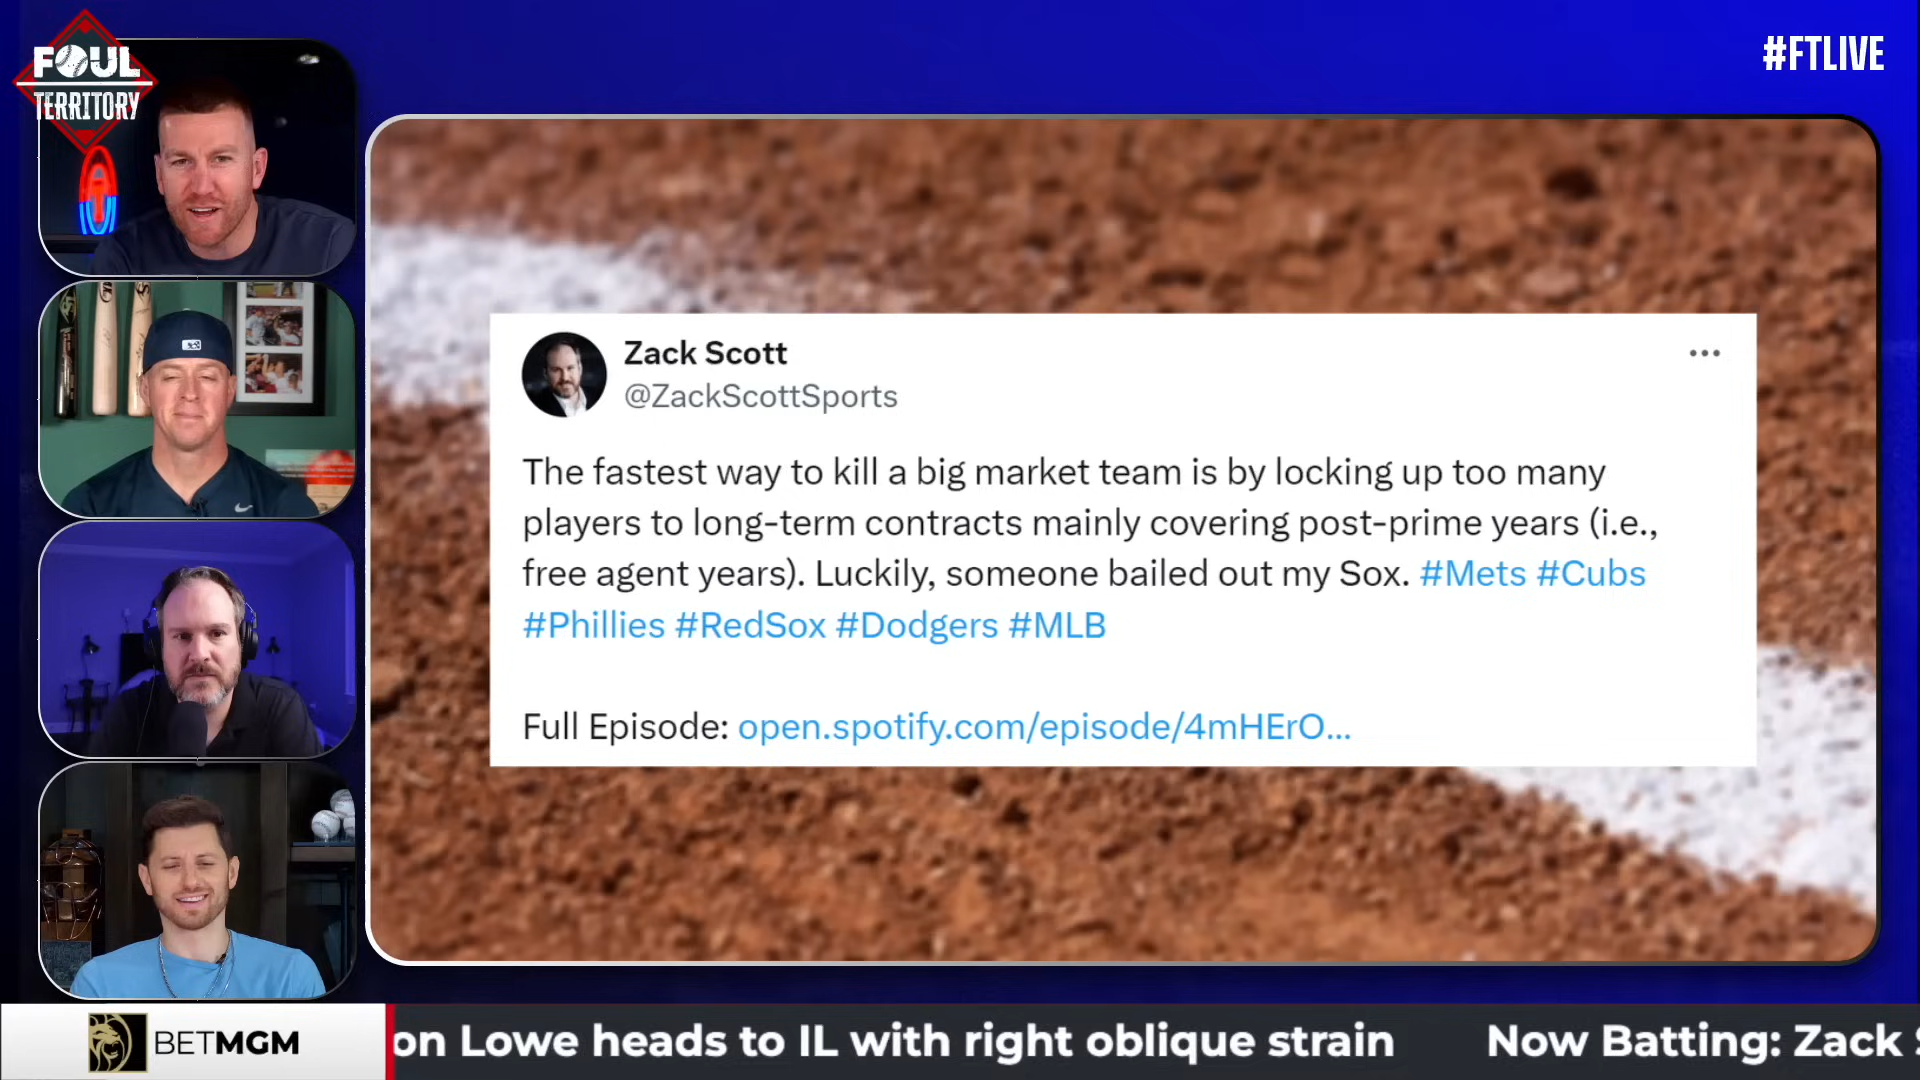 FOUL
TERRITORY
#FTLIVE
Zack Scott
@ZackScottSports
The fastest way to kill a big market team is by locking up too many
players to long-term contracts mainly covering post-prime years (i.e.,
free agent years). Luckily, someone bailed out my Sox. #Mets #Cubs
#Phillies #RedSox #Dodgers #MLB
Full Episode: open.spotify.com/episode/4mHErO...
BETMGM
on Lowe heads to IL with right oblique strain
Now Batting: Zack S